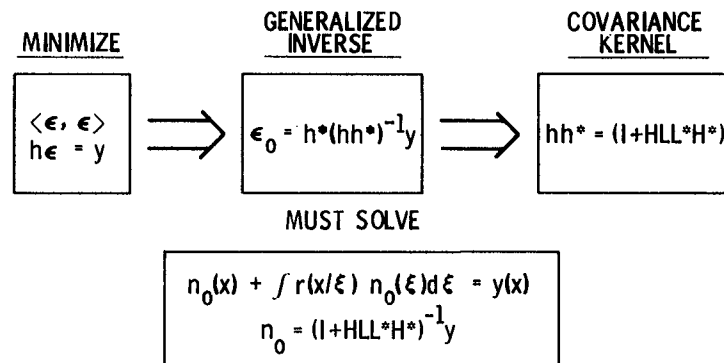 MINIMIZE
GENERALIZED
INVERSE
COVARIANCE
KERNEL
⟨ϵ, ϵ⟩
hϵ = y
ϵ₀ = h*(hh*)⁻¹y
hh* = (I+HLL*H*)
MUST SOLVE
n₀(x) + ∫ r(x/ξ) n₀(ξ)dξ = y(x)
n₀ = (I+HLL*H*)⁻¹y